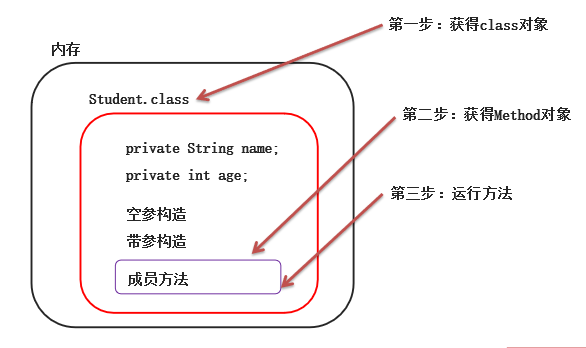 第一步：获得class对象
内存
Student.class
第二步：获得Method对象
private String name;
private int age;
第三步：运行方法
空参构造
带参构造
成员方法